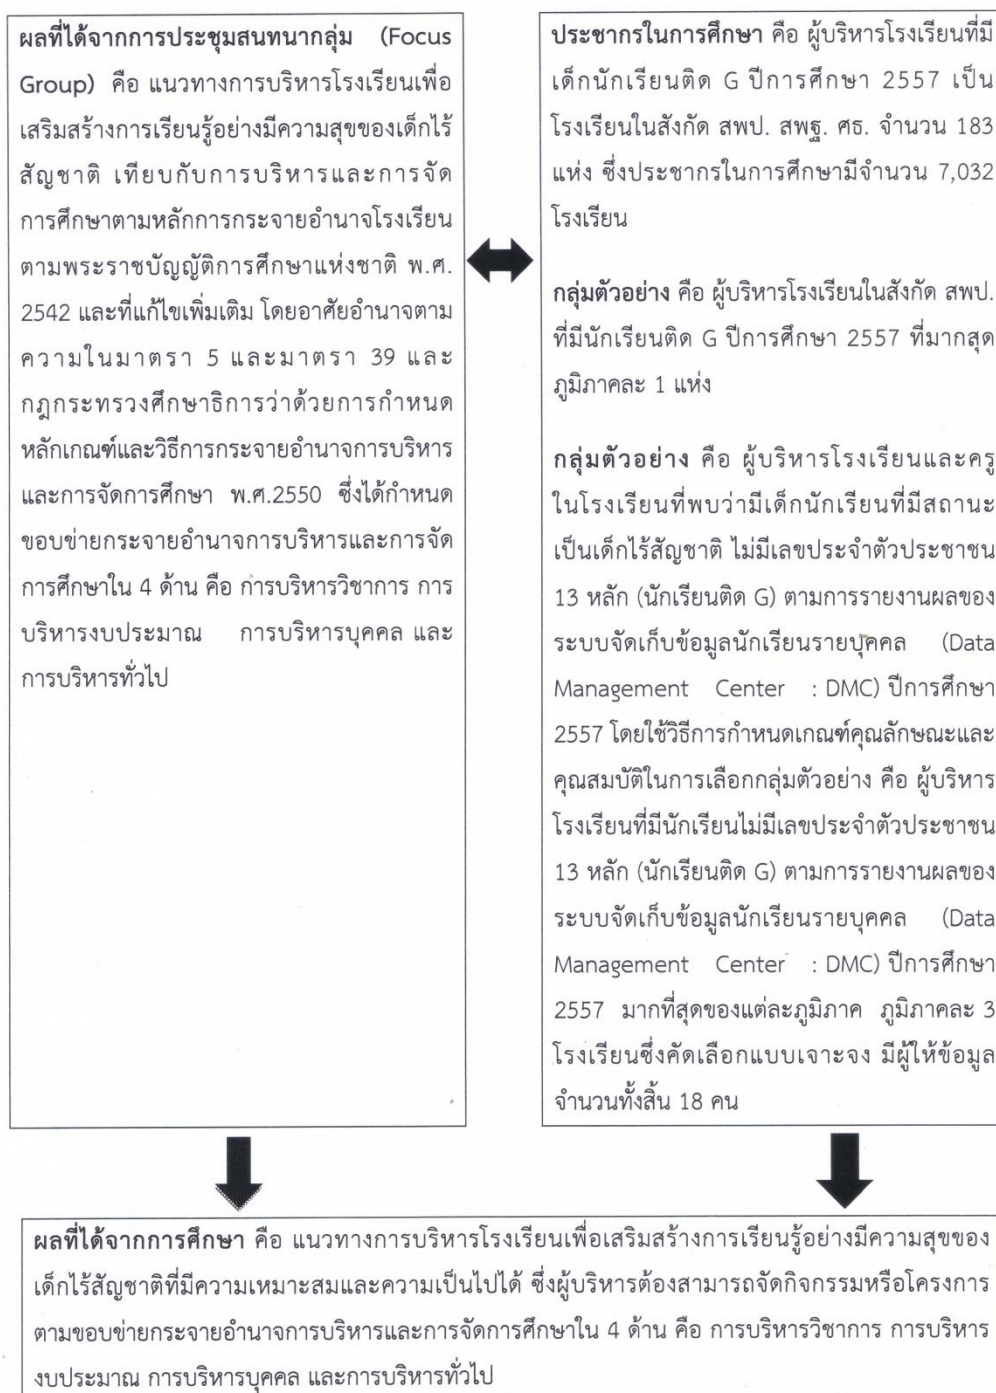 ผลที่ได้จากการประชุมสนทนากลุ่ม (Focus
Group) คือ แนวทางการบริหารโรงเรียนเพื่อ
เสริมสร้างการเรียนรู้อย่างมีความสุขของเด็กไร้
สัญชาติ เทียบกับการบริหารและการจัด
การศึกษาตามหลักการกระจายอำนาจโรงเรียน
ตามพระราชบัญญัติการศึกษาแห่งชาติ พ.ศ.
2542 และที่แก้ไขเพิ่มเติม โดยอาศัยอำนาจตาม
ความในมาตรา 5 และมาตรา 39 และ
กฎกระทรวงศึกษาธิการว่าด้วยการกำหนด
หลักเกณฑ์และวิธีการกระจายอำนาจการบริหาร
และการจัดการศึกษา พ.ศ.2550 ซึ่งได้กำหนด
ขอบข่ายกระจายอำนาจการบริหารและการจัด
การศึกษาใน 4 ด้าน คือ การบริหารวิชาการ การ
บริหารงบประมาณ การบริหารบุคคล และ
การบริหารทั่วไป
ประชากรในการศึกษา คือ ผู้บริหารโรงเรียนที่มี
เด็กนักเรียนติด G ปีการศึกษา 2557 เป็น
โรงเรียนในสังกัด สพป. สพฐ. ศธ. จำนวน 183
แห่ง ซึ่งประชากรในการศึกษามีจำนวน 7,032
โรงเรียน
กลุ่มตัวอย่าง คือ ผู้บริหารโรงเรียนในสังกัด สพป.
ที่มีนักเรียนติด G ปีการศึกษา 2557 ที่มากสุด
ภูมิภาคละ 1 แห่ง
กลุ่มตัวอย่าง คือ ผู้บริหารโรงเรียนและครู
ในโรงเรียนที่พบว่ามีเด็กนักเรียนที่มีสถานะ
เป็นเด็กไร้สัญชาติ ไม่มีเลขประจำตัวประชาชน
13 หลัก (นักเรียนติด G) ตามการรายงานผลของ
ระบบจัดเก็บข้อมูลนักเรียนรายบุคคล (Data
Management Center : DMC) ปีการศึกษา
2557 โดยใช้วิธีการกำหนดเกณฑ์คุณลักษณะและ
คุณสมบัติในการเลือกกลุ่มตัวอย่าง คือ ผู้บริหาร
โรงเรียนที่มีนักเรียนไม่มีเลขประจำตัวประชาชน
13 หลัก (นักเรียนติด G) ตามการรายงานผลของ
ระบบจัดเก็บข้อมูลนักเรียนรายบุคคล (Data
Management Center : DMC) ปีการศึกษา
2557 มากที่สุดของแต่ละภูมิภาค ภูมิภาคละ 3
โรงเรียนซึ่งคัดเลือกแบบเจาะจง มีผู้ให้ข้อมูล
จำนวนทั้งสิ้น 18 คน
ผลที่ได้จากการศึกษา คือ แนวทางการบริหารโรงเรียนเพื่อเสริมสร้างการเรียนรู้อย่างมีความสุขของ
เด็กไร้สัญชาติที่มีความเหมาะสมและความเป็นไปได้ ซึ่งผู้บริหารต้องสามารถจัดกิจกรรมหรือโครงการ
ตามขอบข่ายกระจายอำนาจการบริหารและการจัดการศึกษาใน 4 ด้าน คือ การบริหารวิชาการ การบริหาร
งบประมาณ การบริหารบุคคล และการบริหารทั่วไป